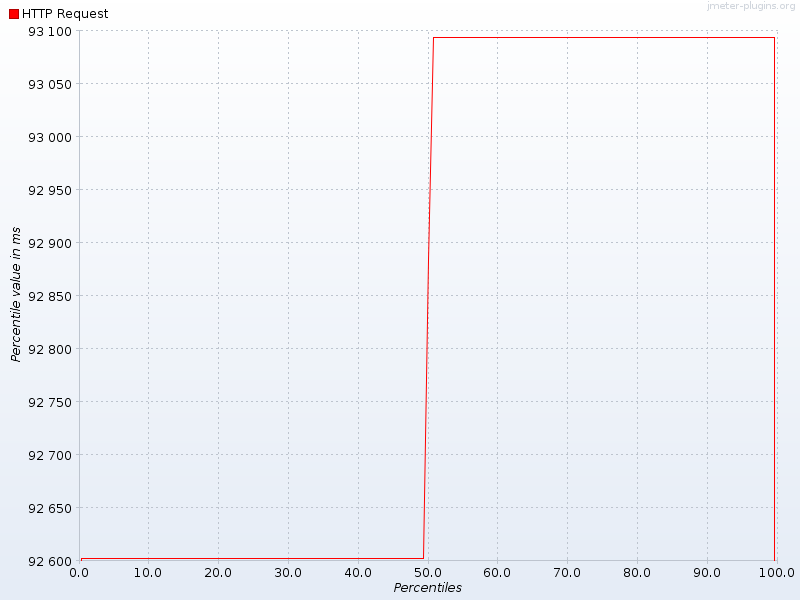 jmeter-plugins.org
HTTP Request
93 100
93 050
93 000
92 950
92 900
92 850
92 800
92 750
92 700
92 650
92 600
Percentile value in ms
0.0 10.0 20.0 30.0 40.0 50.0 60.0 70.0 80.0 90.0 100.0
Percentiles